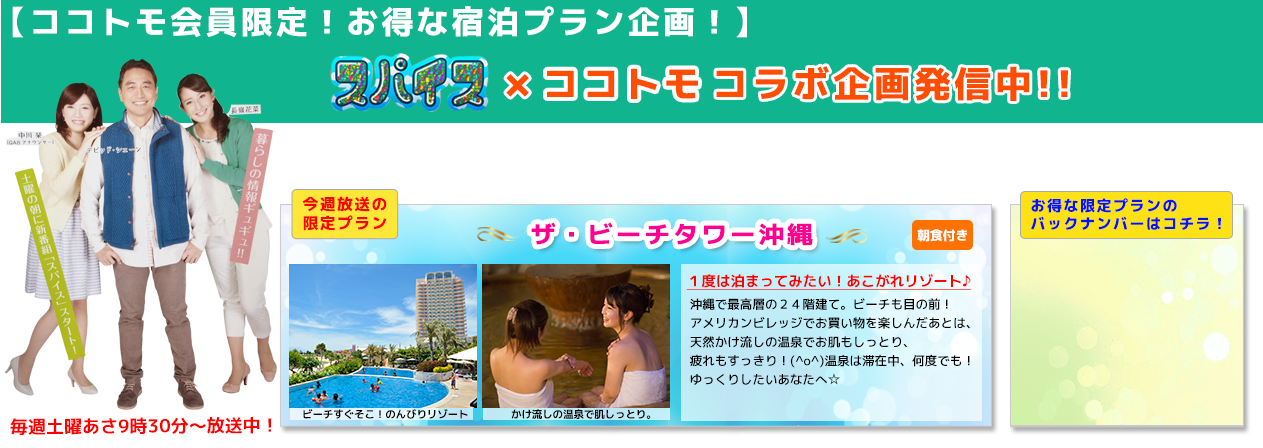 【ココトモ会員限定！お得な宿泊プラン企画！】
スパイス×ココトモ コラボ企画発信中!!
長嶺花菜
中川 栞
(QABアナウンサー)
デビッド・シェーン
暮らしの情報ギュギュ!!
土曜の朝に新番組「スパイス」スタート！
毎週土曜あさ9時30分～放送中！
今週放送の
限定プラン
ザ・ビーチタワー沖縄
朝食付き
ビーチすぐそこ！のんびりリゾート
かけ流しの温泉で肌しっとり。
１度は泊まってみたい！あこがれリゾート♪
沖縄で最高層の２４階建て。ビーチも目の前！
アメリカンビレッジでお買い物を楽しんだあとは、
天然かけ流しの温泉でお肌もしっとり、
疲れもすっきり！(^o^)温泉は滞在中、何度でも！
ゆっくりしたいあなたへ☆
お得な限定プランの
バックナンバーはコチラ！